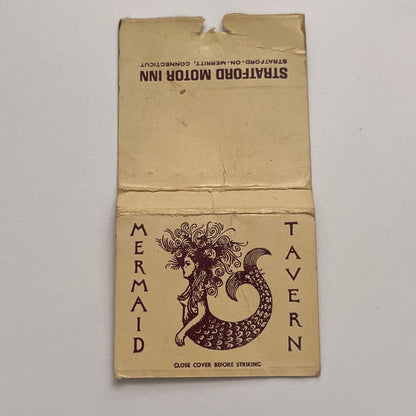 STRATFORD MOTOR INN
STRATFORD-ON-MERRITT, CONNECTICUT
MERMAID
TAVERN
CLOSE COVER BEFORE STRIKING